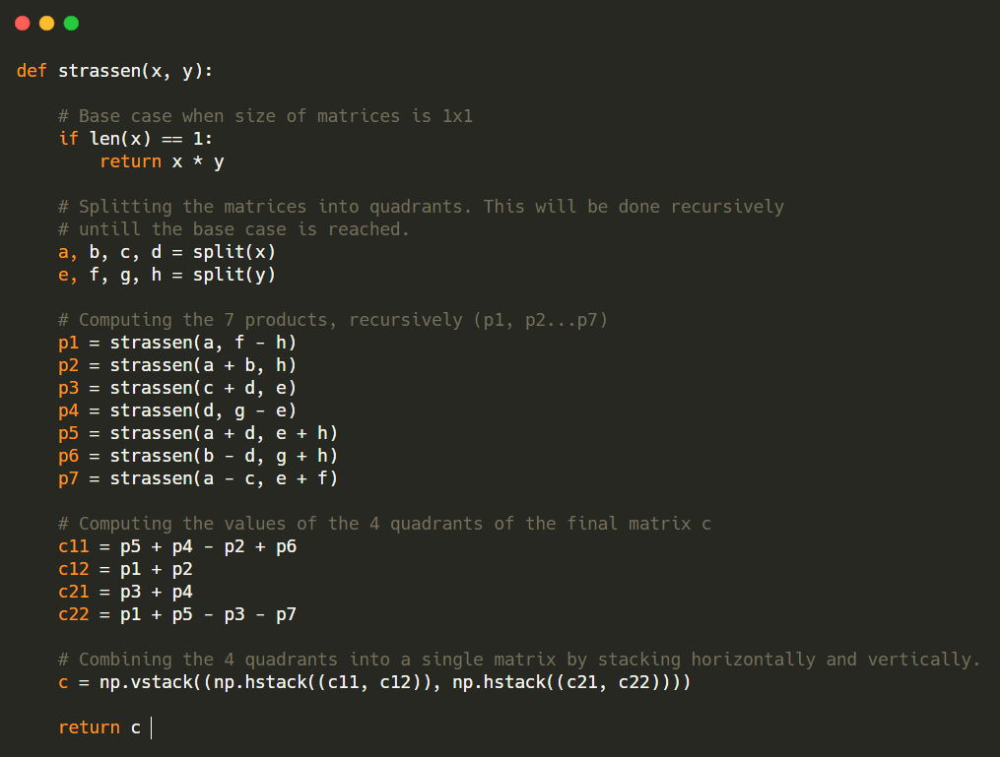 def strassen(x, y):
# Base case when size of matrices is 1x1
if len(x) == 1:
return x * y
# Splitting the matrices into quadrants. This will be done recursively
# untill the base case is reached.
a, b, c, d = split(x)
e, f, g, h = split(y)
# Computing the 7 products, recursively (p1, p2...p7)
p1 = strassen(a, f - h)
p2 = strassen(a + b, h)
p3 = strassen(c + d, e)
p4 = strassen(d, g - e)
p5 = strassen(a + d, e + h)
p6 = strassen(b - d, g + h)
p7 = strassen(a - c, e + f)
# Computing the values of the 4 quadrants of the final matrix c
c11 = p5 + p4 - p2 + p6
c12 = p1 + p2
c21 = p3 + p4
c22 = p1 + p5 - p3 - p7
# Combining the 4 quadrants into a single matrix by stacking horizontally and vertically.
c = np.vstack((np.hstack((c11, c12)), np.hstack((c21, c22))))
return c